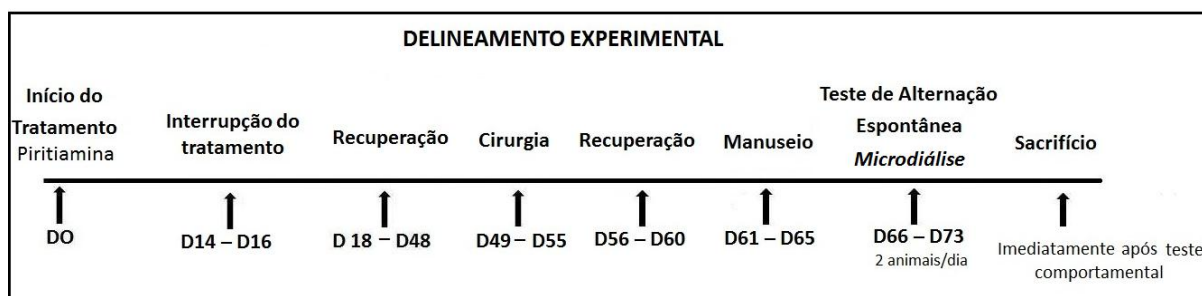 DELINEAMENTO EXPERIMENTAL
Início do
Tratamento
Piritiamina
Interrupção do
tratamento
Recuperação
Cirurgia
Recuperação
Manuseio
Teste de Alternação
Espontânea
Microdiálise
Sacrifício
DO
D14 – D16
D 18 – D48
D49 – D55
D56 – D60
D61 – D65
D66 – D73
2 animais/dia
Imediatamente após teste
comportamental